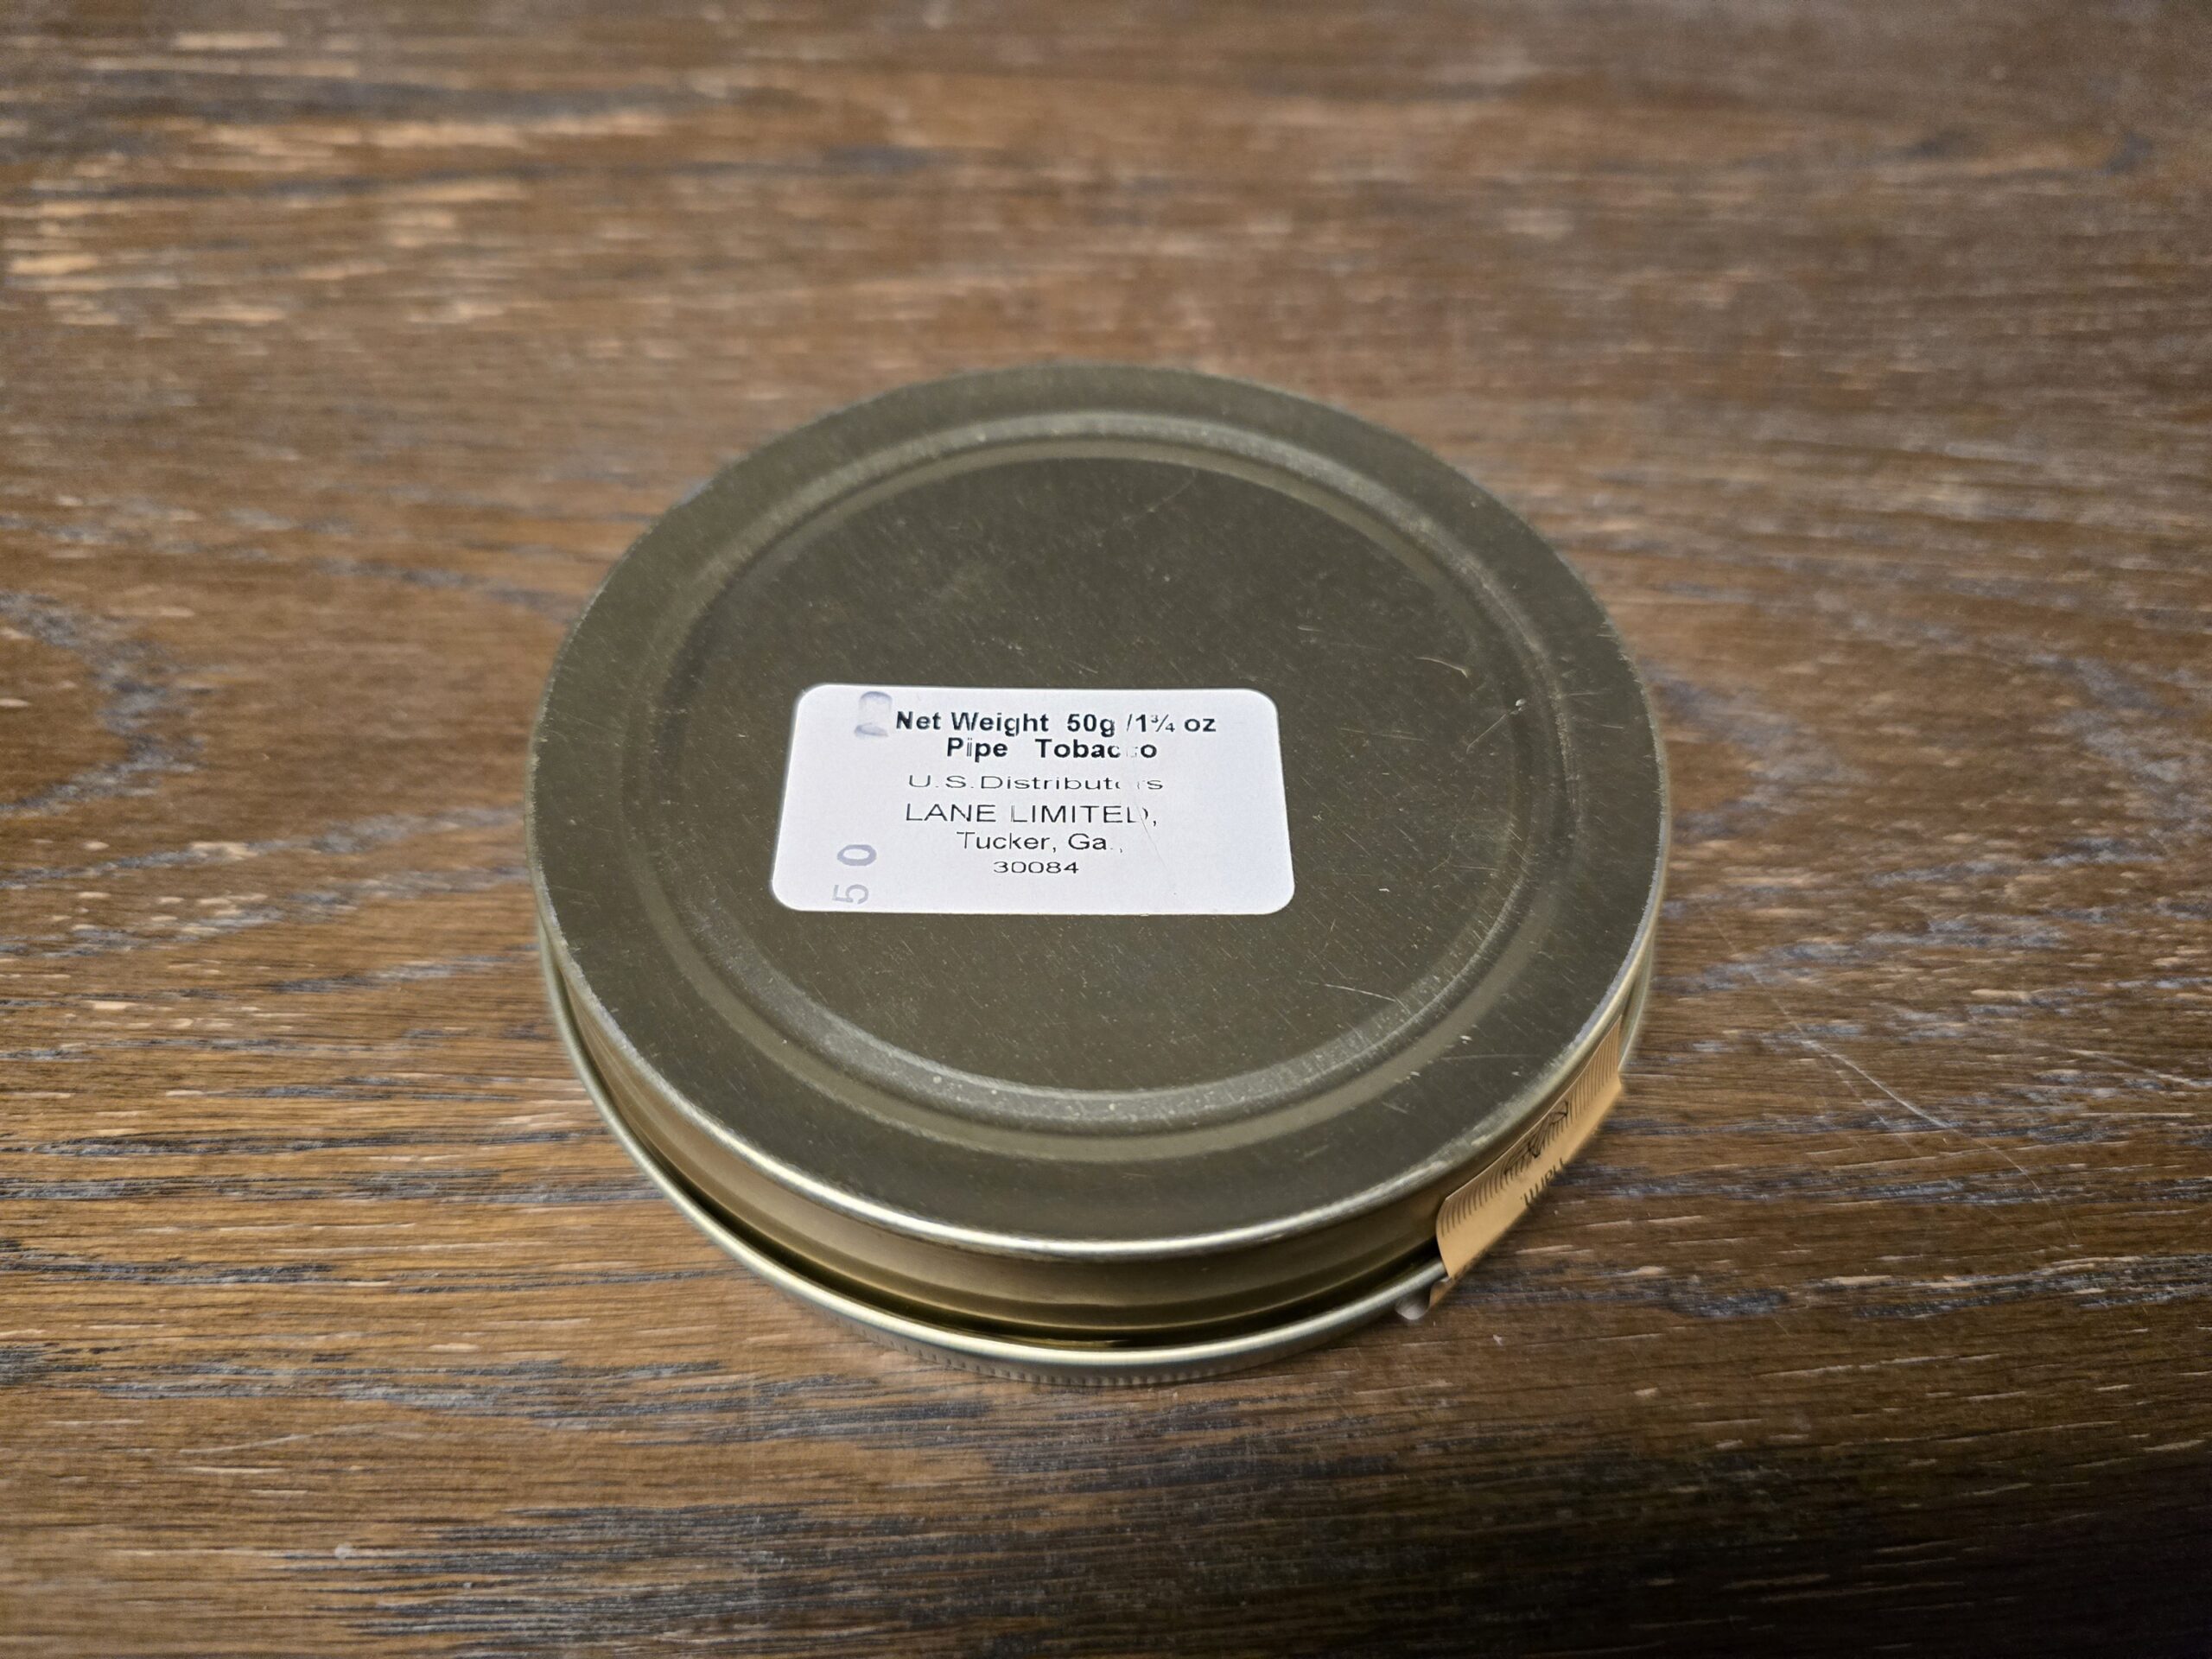 Net Weight 50g /1¾ oz
Pipe Tobacco
U.S.Distributors
LANE LIMITED,
Tucker, Ga.,
30084
50